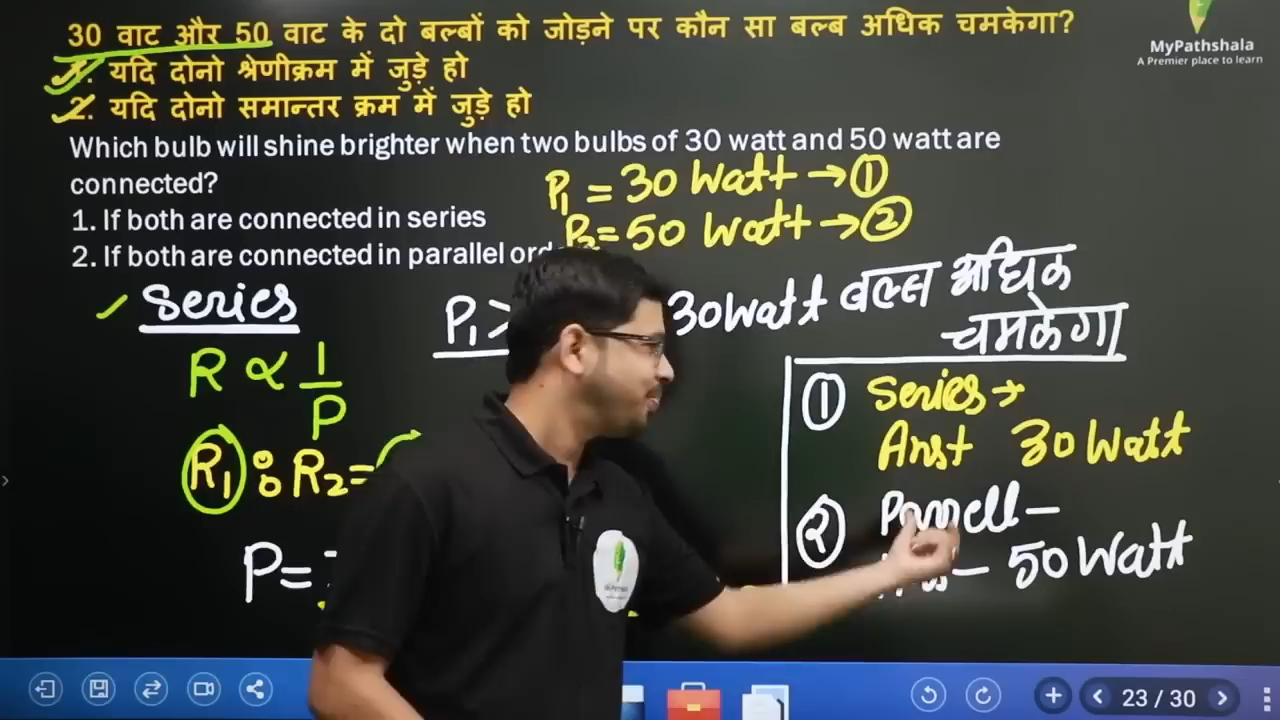 30 वाट और 50 वाट के दो बल्बों को जोड़ने पर कौन सा बल्ब अधिक चमकेगा?
1. यदि दोनो श्रेणीक्रम में जुड़े हो
2. यदि दोनो समान्तर क्रम में जुड़े हो
MyPathshala
A Premier place to learn
Which bulb will shine brighter when two bulbs of 30 watt and 50 watt are
connected?
1. If both are connected in series
2. If both are connected in parallel ord
P₁ = 30 Watt → ①
P₂ = 50 Watt → ②
✓ Series
R ∝ 1/P
R₁ : R₂ =
P =
P₁ >
30 Watt बल्ब अधिक
चमकेगा
① Series →
Ans+ 30 Watt
② Parell –
– 50 Watt
23 / 30